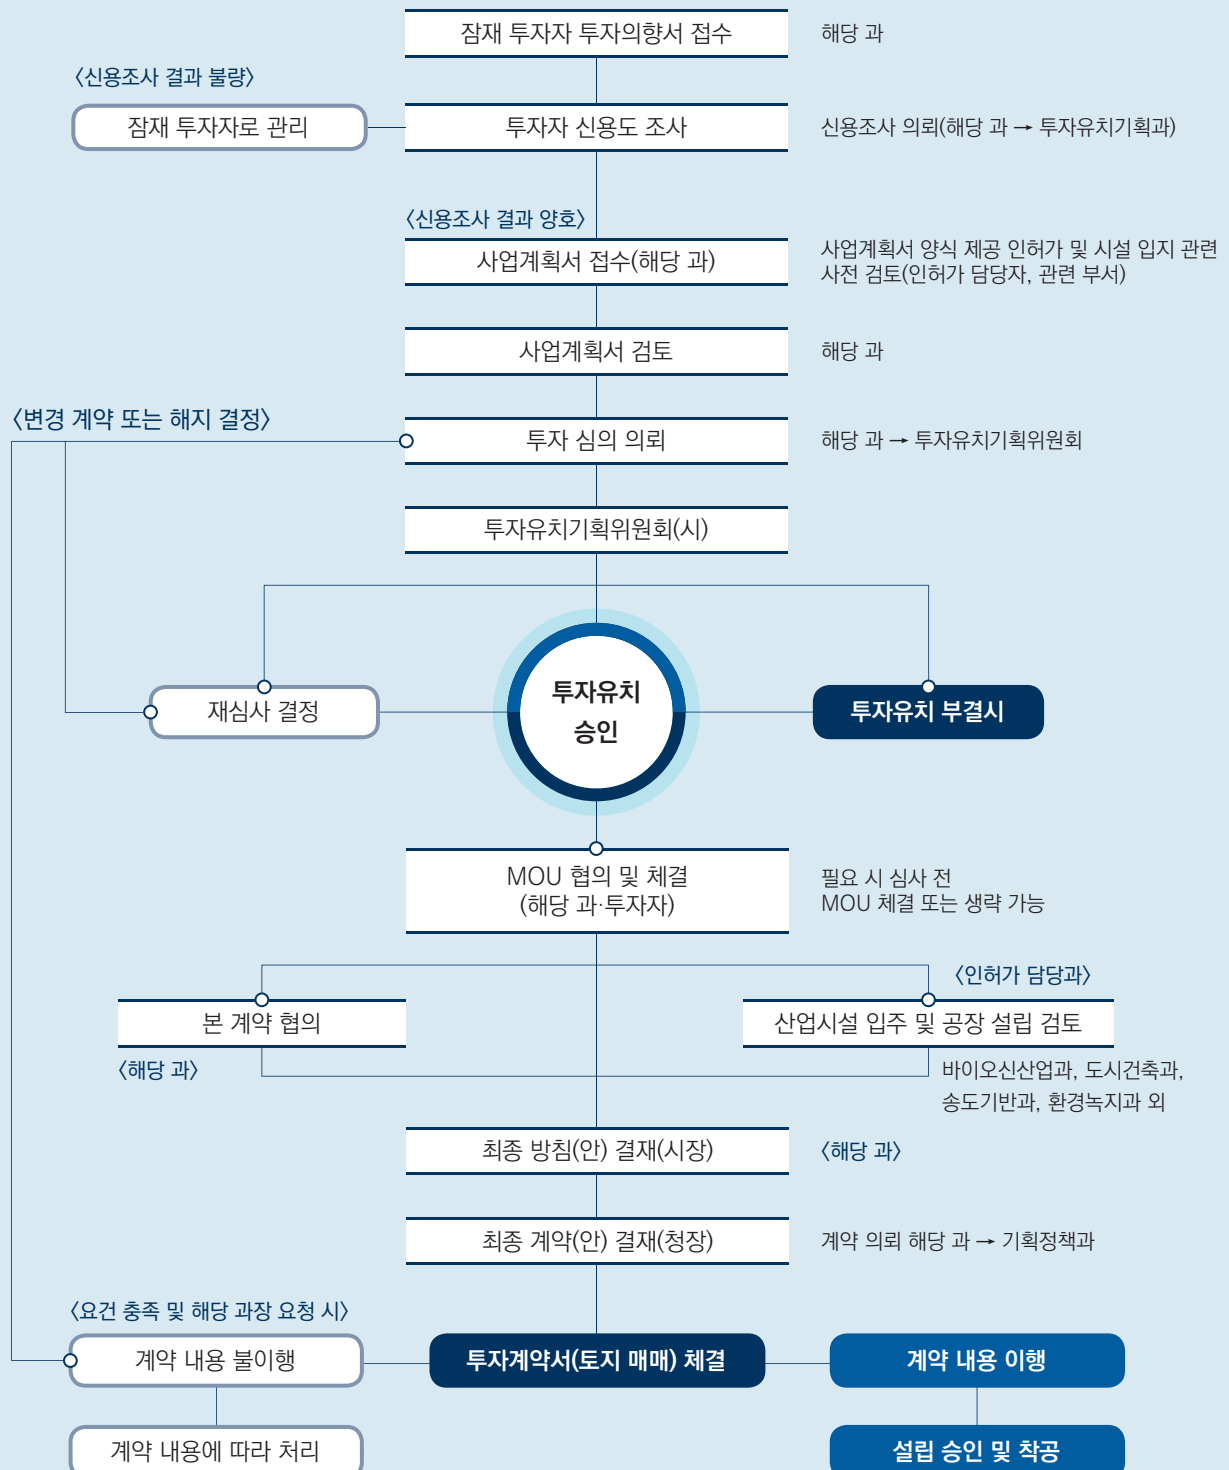 잠재 투자자 투자의향서 접수
해당 과
〈신용조사 결과 불량〉
잠재 투자자로 관리
투자자 신용도 조사
신용조사 의뢰(해당 과 → 투자유치기획과)
〈신용조사 결과 양호〉
사업계획서 접수(해당 과)
사업계획서 양식 제공 인허가 및 시설 입지 관련
사전 검토(인허가 담당자, 관련 부서)
사업계획서 검토
해당 과
〈변경 계약 또는 해지 결정〉
투자 심의 의뢰
해당 과 → 투자유치기획위원회
투자유치기획위원회(시)
재심사 결정
투자유치
승인
투자유치 부결시
MOU 협의 및 체결
(해당 과·투자자)
필요 시 심사 전
MOU 체결 또는 생략 가능
〈인허가 담당과〉
본 계약 협의
산업시설 입주 및 공장 설립 검토
〈해당 과〉
바이오신산업과, 도시건축과,
송도기반과, 환경녹지과 외
최종 방침(안) 결재(시장)
〈해당 과〉
최종 계약(안) 결재(청장)
계약 의뢰 해당 과 → 기획정책과
〈요건 충족 및 해당 과장 요청 시〉
계약 내용 불이행
투자계약서(토지 매매) 체결
계약 내용 이행
계약 내용에 따라 처리
설립 승인 및 착공